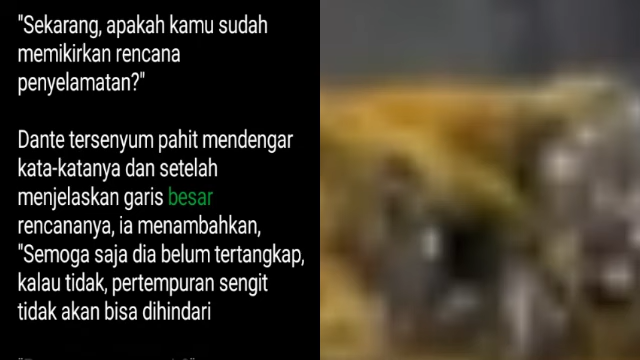 "Sekarang, apakah kamu sudah
memikirkan rencana
penyelamatan?"
Dante tersenyum pahit mendengar
kata-katanya dan setelah
menjelaskan garis besar
rencananya, ia menambahkan,
"Semoga saja dia belum tertangkap,
kalau tidak, pertempuran sengit
tidak akan bisa dihindari